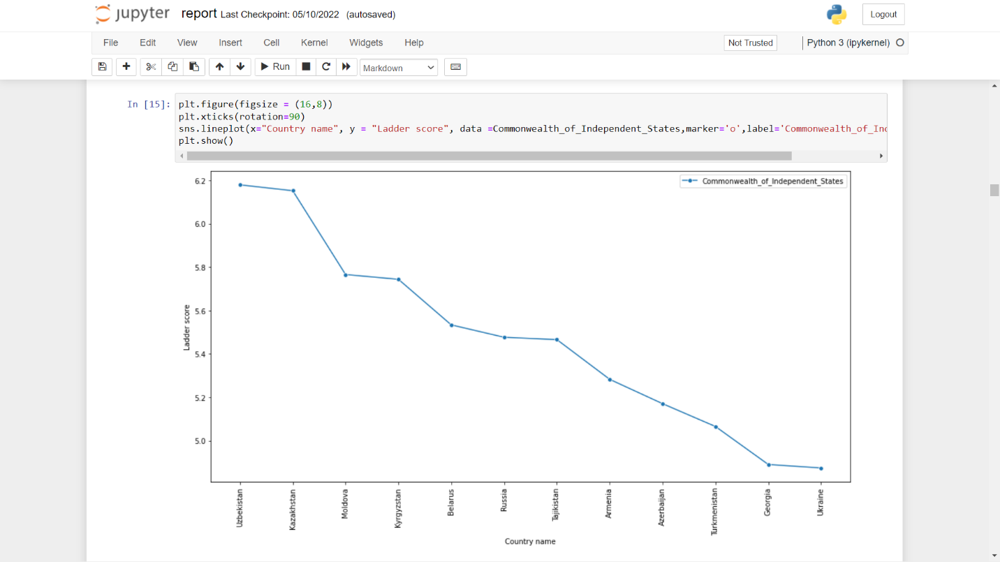 jupyter report Last Checkpoint: 05/10/2022 (autosaved) Logout
File Edit View Insert Cell Kernel Widgets Help Not Trusted Python 3 (ipykernel)
Run Markdown
In [15]: plt.figure(figsize = (16,8))
plt.xticks(rotation=90)
sns.lineplot(x="Country name", y = "Ladder score", data =Commonwealth_of_Independent_States,marker='o',label='Commonwealth_of_Inc
plt.show()
Commonwealth_of_Independent_States
6.2
6.0
5.8
5.6
5.4
5.2
5.0
Ladder score
Uzbekistan
Kazakhstan
Moldova
Kyrgyzstan
Belarus
Russia
Tajikistan
Armenia
Azerbaijan
Turkmenistan
Georgia
Ukraine
Country name